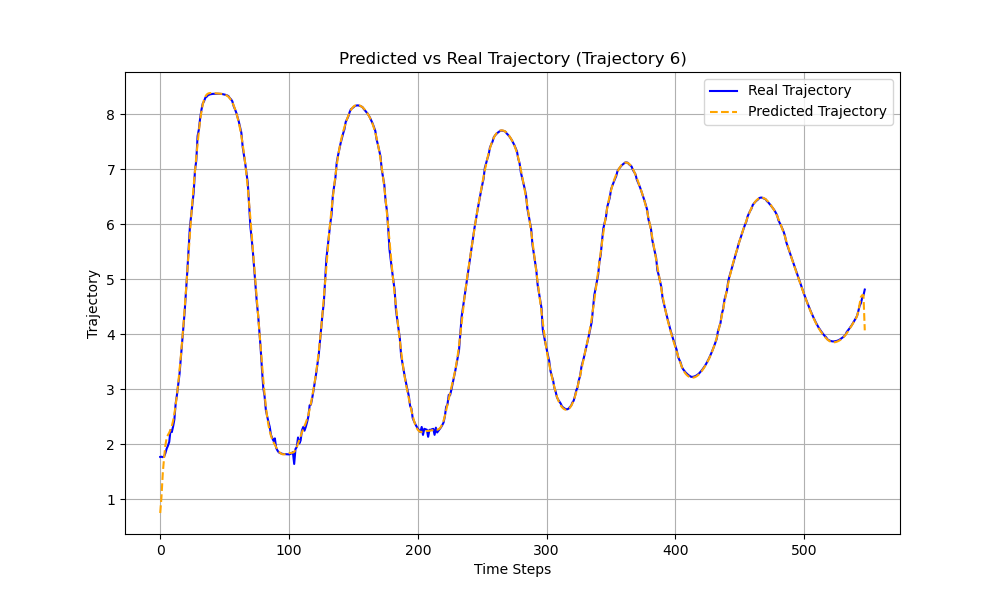 Predicted vs Real Trajectory (Trajectory 6)
Real Trajectory
Predicted Trajectory
Trajectory
8
7
6
5
4
3
2
1
0 100 200 300 400 500
Time Steps